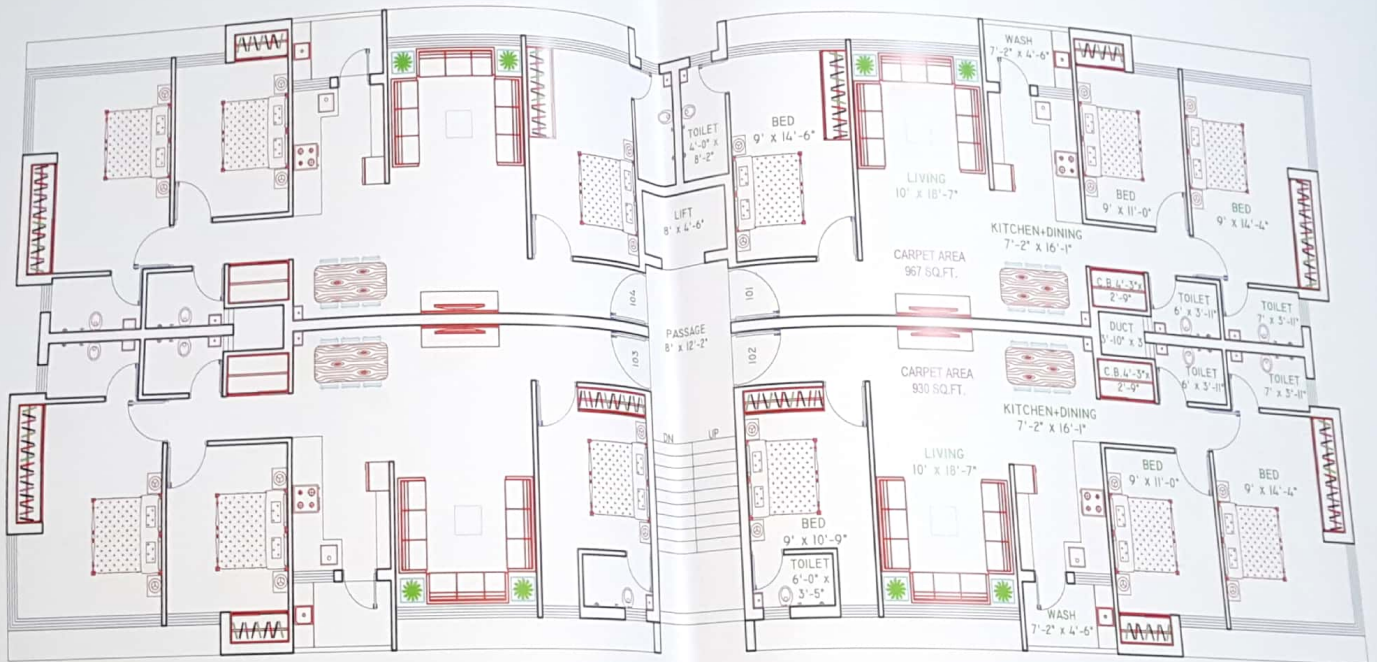 WASH
7'-2" x 4'-6"
TOILET
4'-0" x
8'-2"
BED
9' x 14'-6"
LIVING
10' x 18'-7"
BED
9' x 11'-0"
BED
9' x 14'-4"
LIFT
8' x 4'-6"
KITCHEN+DINING
7'-2" x 16'-1"
CARPET AREA
967 SQ.FT.
104
101
C.B.4'-3"x
2'-9"
TOILET
6' x 3'-11"
TOILET
7' x 3'-11"
PASSAGE
8' x 12'-2"
DUCT
3'-10" x 3
103
102
CARPET AREA
930 SQ.FT.
C.B.4'-3"x
2'-9"
TOILET
6' x 3'-11"
TOILET
7' x 3'-11"
KITCHEN+DINING
7'-2" x 16'-1"
DN
UP
LIVING
10' x 18'-7"
BED
9' x 11'-0"
BED
9' x 14'-4"
BED
9' x 10'-9"
TOILET
6'-0" x
3'-5"
WASH
7'-2" x 4'-6"